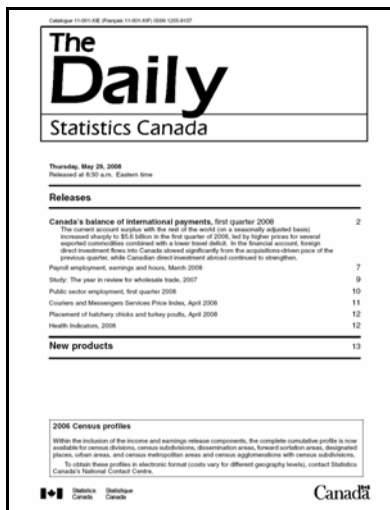 Catalogue 11-001-XIE (Français 11-001-XIF) ISSN 1205-9137
The
Daily
Statistics Canada
Thursday, May 29, 2008
Released at 8:30 a.m. Eastern time
Releases
Canada's balance of international payments, first quarter 2008 2
The current account surplus with the rest of the world (on a seasonally adjusted basis)
increased sharply to $5.6 billion in the first quarter of 2008, led by higher prices for several
exported commodities combined with a lower travel deficit. In the financial account, foreign
direct investment flows into Canada slowed significantly from the acquisitions-driven pace of the
previous quarter, while Canadian direct investment abroad continued to strengthen.
Payroll employment, earnings and hours, March 2008 7
Study: The year in review for wholesale trade, 2007 9
Public sector employment, first quarter 2008 10
Couriers and Messengers Services Price Index, April 2008 11
Placement of hatchery chicks and turkey poults, April 2008 12
Health Indicators, 2008 12
New products 13
2006 Census profiles
Within the inclusion of the income and earnings release components, the complete cumulative profile is now
available for census divisions, census subdivisions, dissemination areas, forward sortation areas, designated
places, urban areas, and census metropolitan areas and census agglomerations with census subdivisions.
To obtain these profiles in electronic format (costs vary for different geography levels), contact Statistics
Canada's National Contact Centre.
Statistics Statistique
Canada Canada
Canada